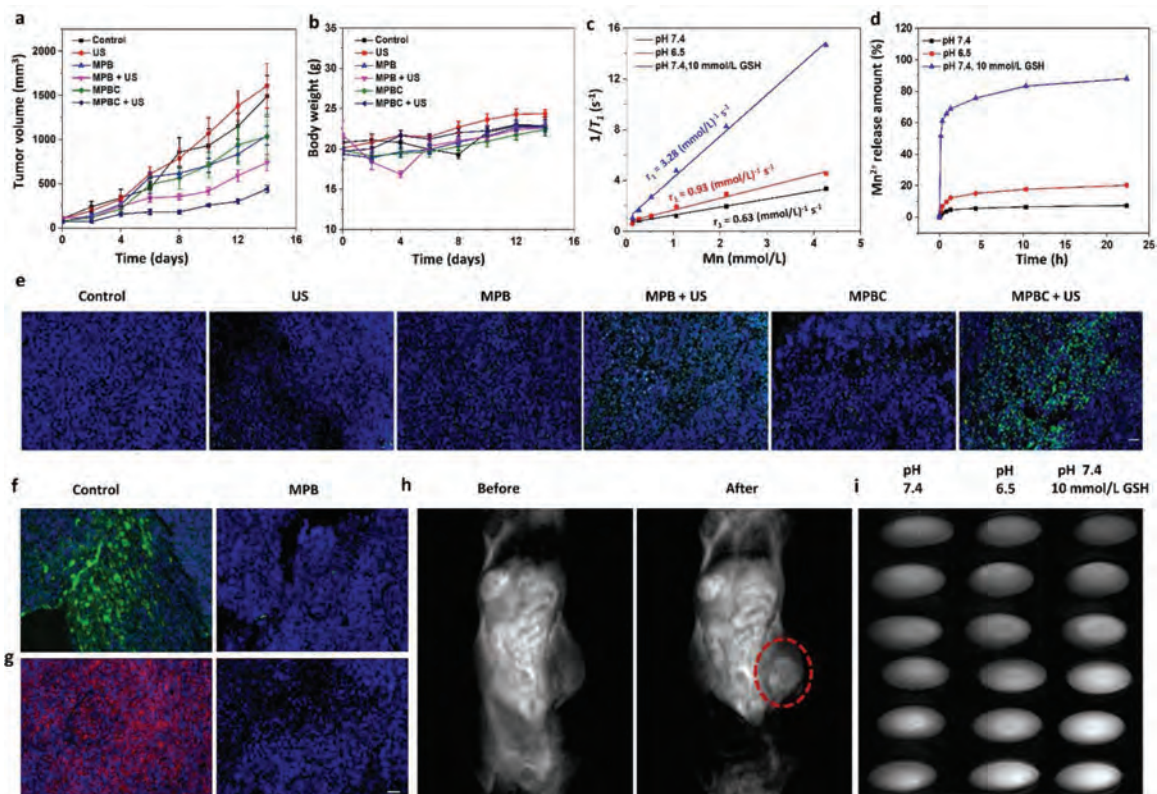 a
Tumor volume (mm³)
2000
1500
1000
500
0
Control
US
MPB
MPB + US
MPBC
MPBC + US
0 4 8 12 16
Time (days)
b
Body weight (g)
35
30
25
20
15
10
Control
US
MPB
MPB + US
MPBC
MPBC + US
0 4 8 12 16
Time (days)
c
1/T₁ (s⁻¹)
16
12
8
4
0
pH 7.4
pH 6.5
pH 7.4,10 mmol/L GSH
r₁ = 3.28 (mmol/L)⁻¹ s⁻¹
r₁ = 0.93 (mmol/L)⁻¹ s⁻¹
r₁ = 0.63 (mmol/L)⁻¹ s⁻¹
0 1 2 3 4 5
Mn (mmol/L)
d
Mn²⁺ release amount (%)
120
100
80
60
40
20
0
pH 7.4
pH 6.5
pH 7.4, 10 mmol/L GSH
0 5 10 15 20 25
Time (h)
e
Control US MPB MPB + US MPBC MPBC + US
f
Control MPB
g
h
Before After
i
pH pH pH 7.4
7.4 6.5 10 mmol/L GSH